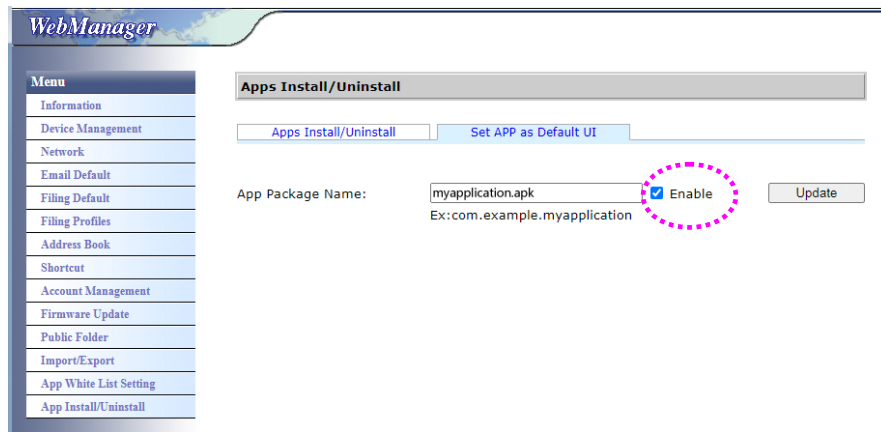 WebManager
Menu
Information
Device Management
Network
Email Default
Filing Default
Filing Profiles
Address Book
Shortcut
Account Management
Firmware Update
Public Folder
Import/Export
App White List Setting
App Install/Uninstall
Apps Install/Uninstall
Apps Install/Uninstall Set APP as Default UI
App Package Name: myapplication.apk Enable Update
Ex:com.example.myapplication